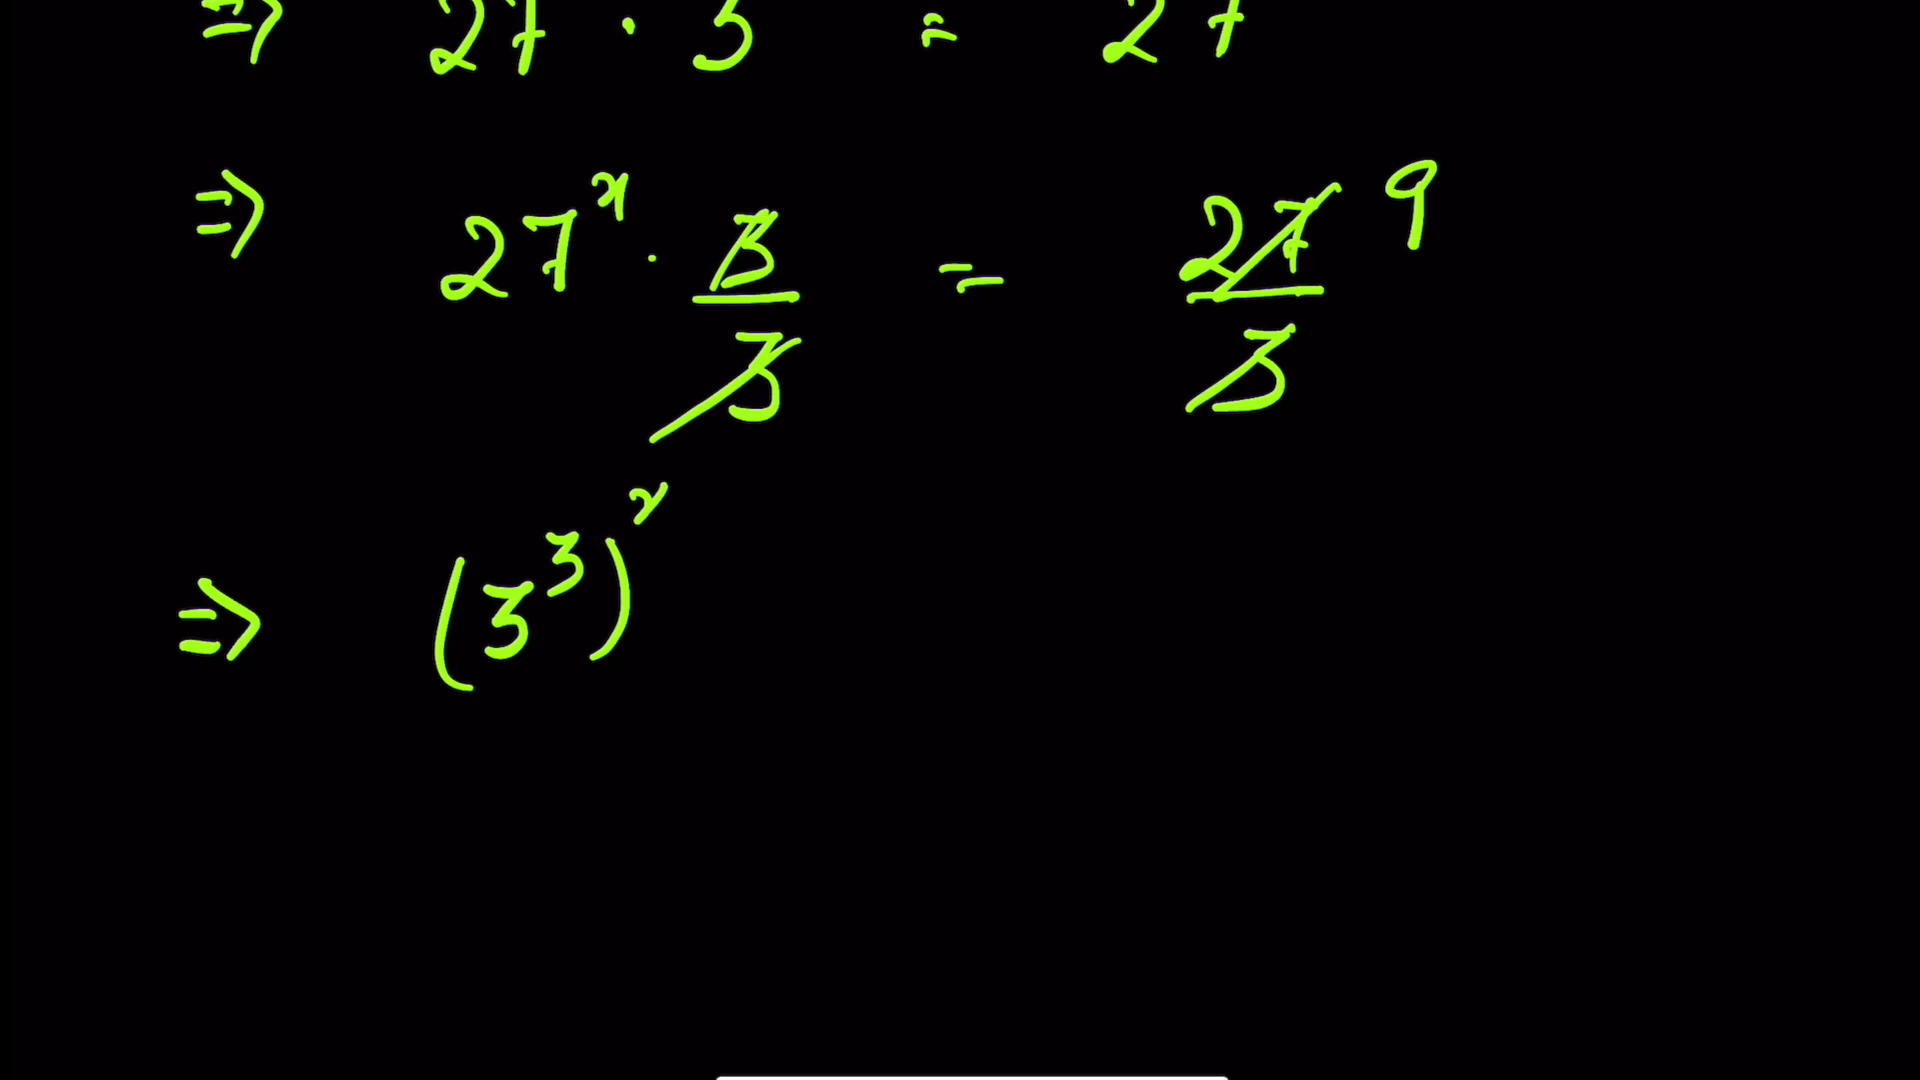 ⇒ 27 · 3 = 27
⇒ 27^x · 3/3 = 27/3 9
⇒ (3^3)^x